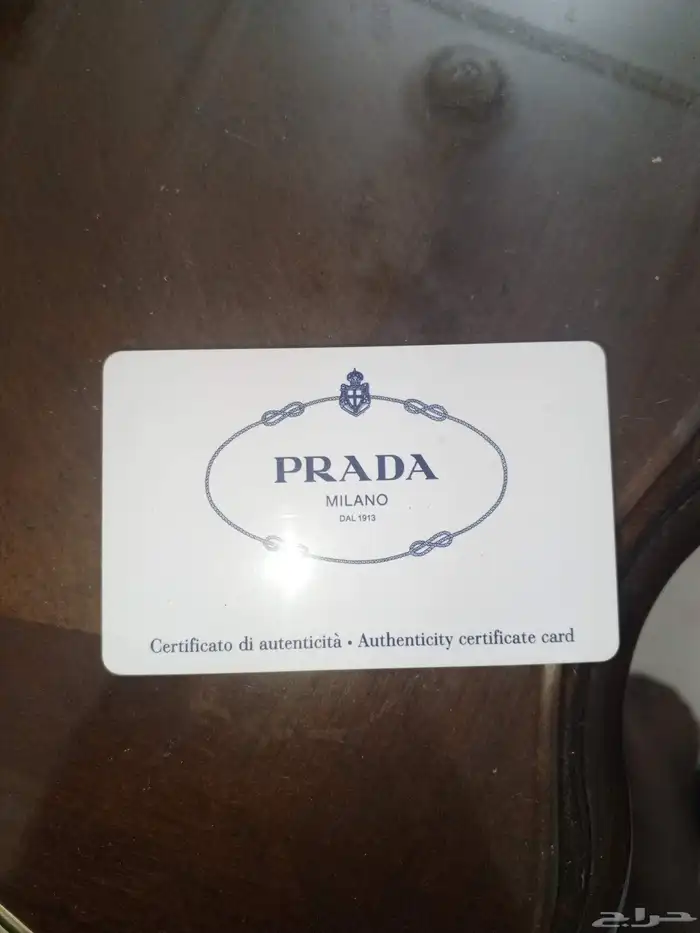 PRADA
MILANO
DAL 1913
Certificato di autenticità • Authenticity certificate card
حراج